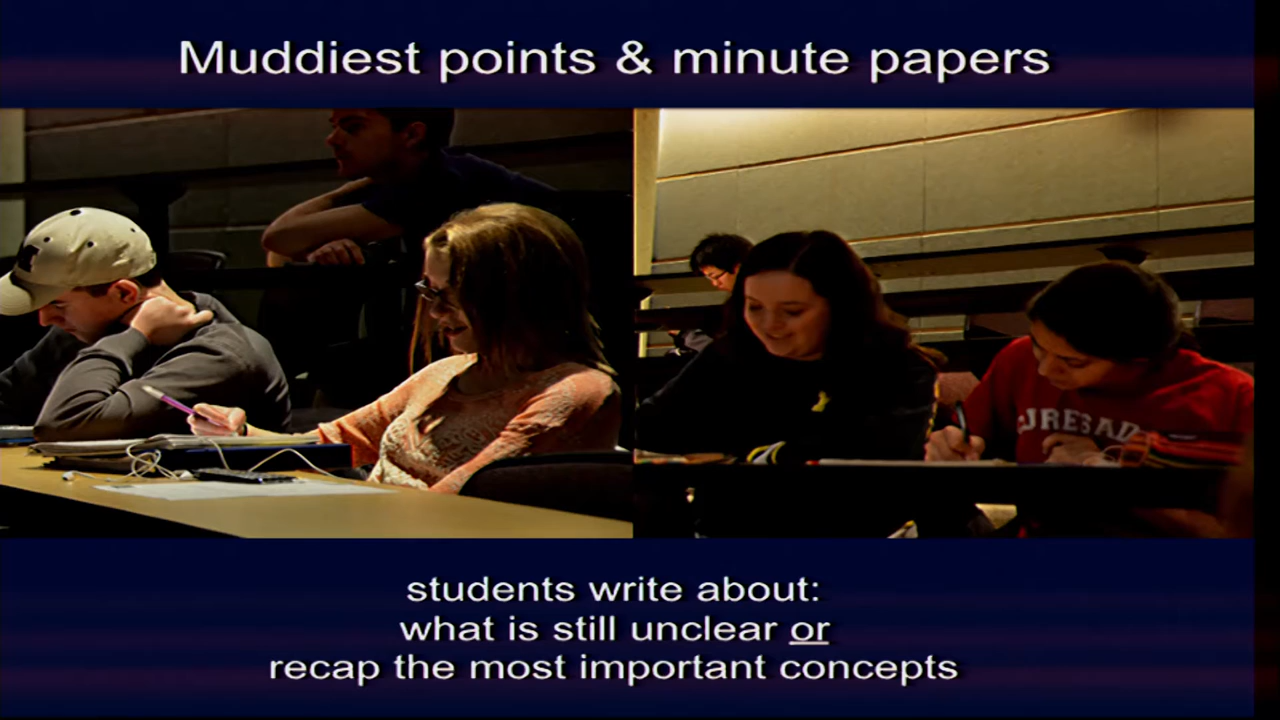 Muddiest points & minute papers
students write about:
what is still unclear or
recap the most important concepts